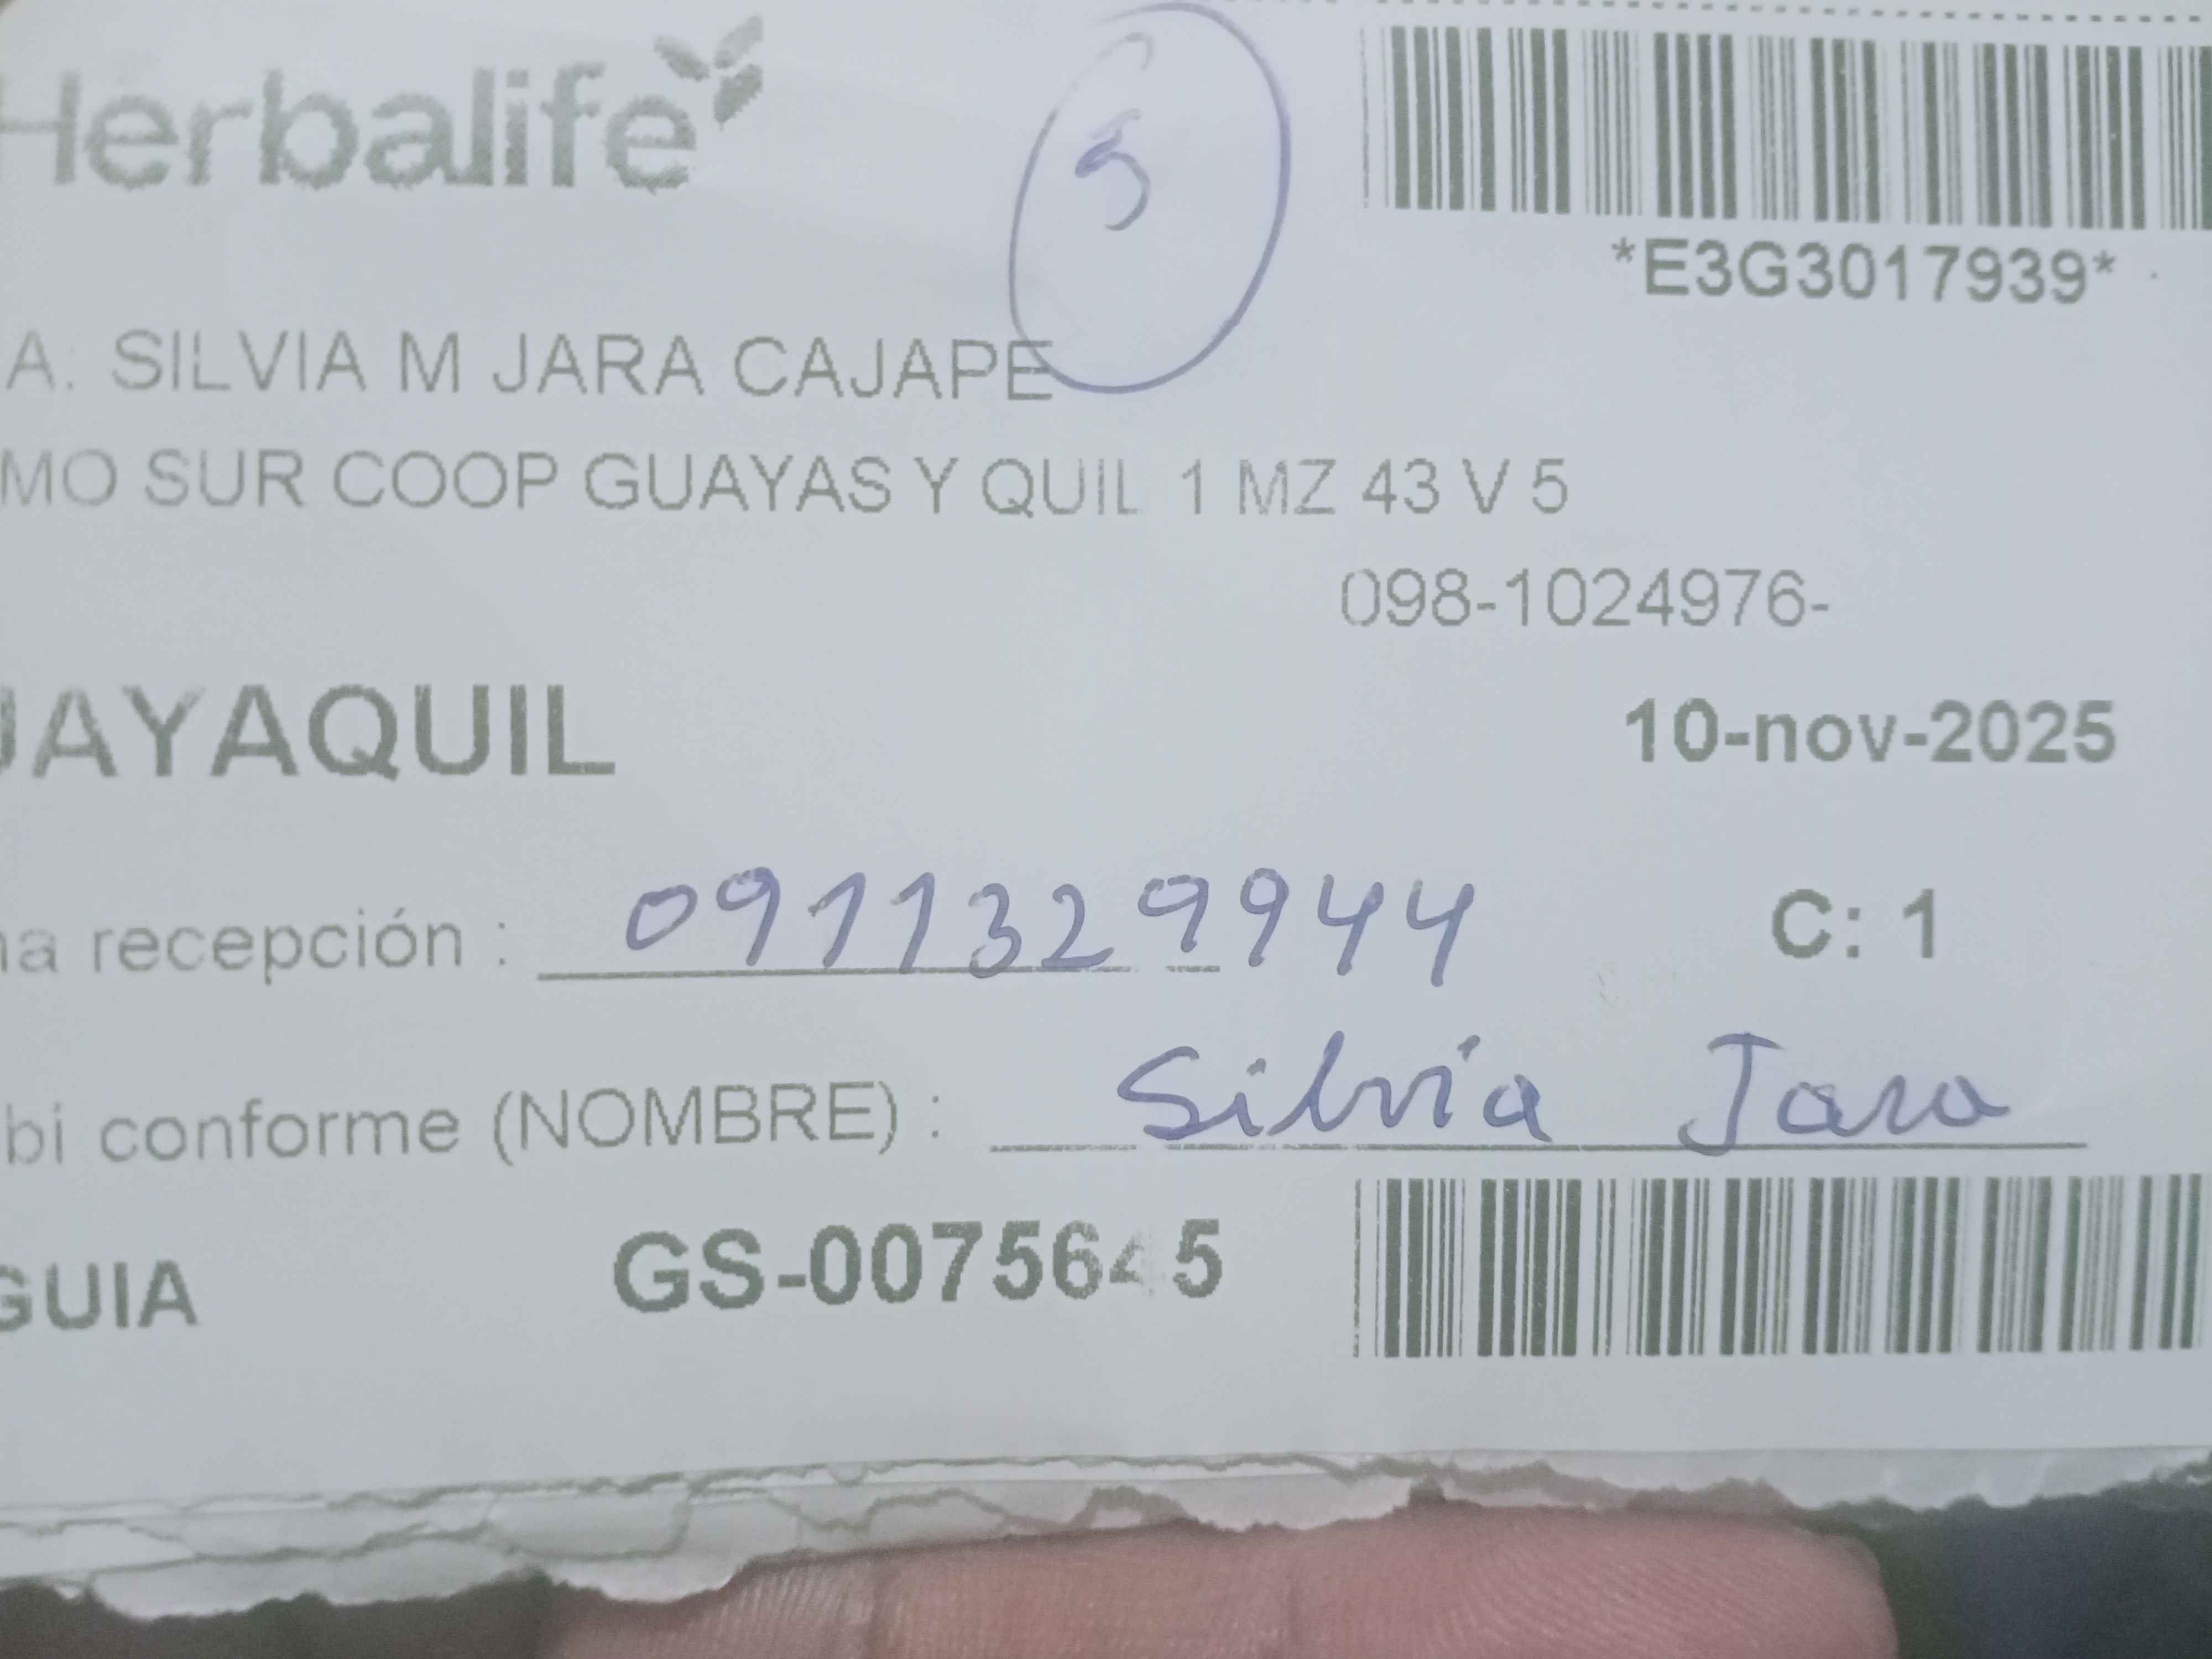 Herbalife
5
*E3G3017939*
A: SILVIA M JARA CAJAPE
MO SUR COOP GUAYAS Y QUIL 1 MZ 43 V 5
098-1024976-
UAYAQUIL
10-nov-2025
na recepción : 0911329944
C: 1
bi conforme (NOMBRE) : Silvia Jara
GUIA GS-0075645